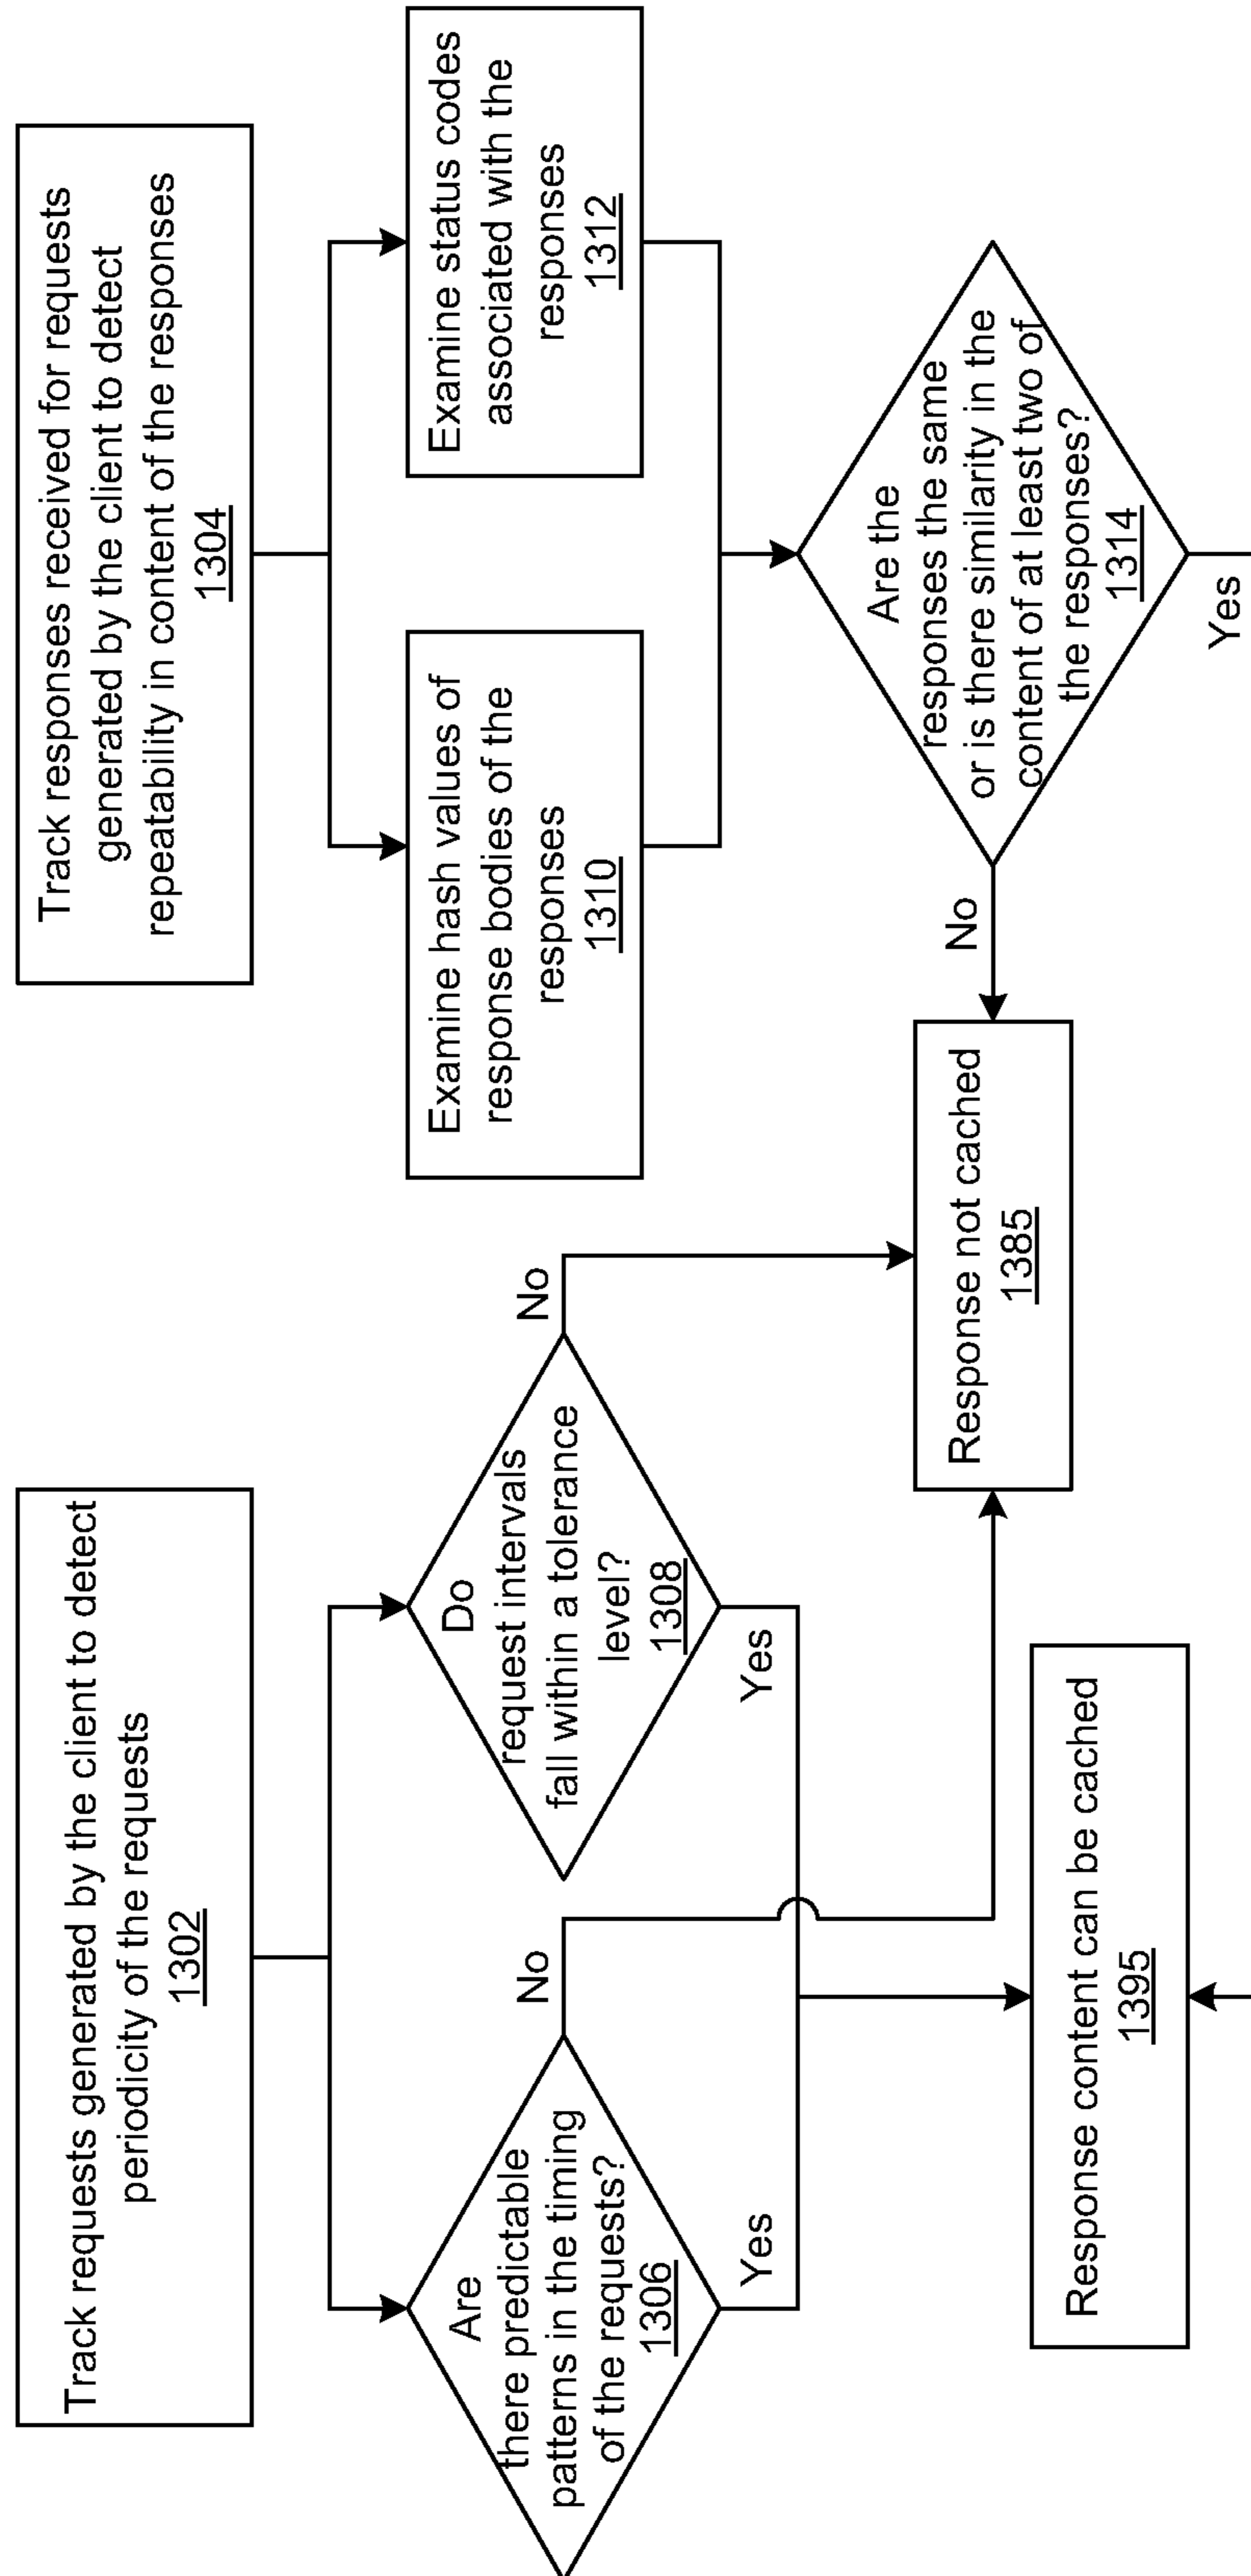 Track requests generated by the client to detect
periodicity of the requests
1302
Are
there predictable
patterns in the timing
of the requests?
1306
No
Yes
Do
request intervals
fall within a tolerance
level?
1308
No
Yes
Response content can be cached
1395
Response not cached
1385
Track responses received for requests
generated by the client to detect
repeatability in content of the responses
1304
Examine hash values of
response bodies of the
responses
1310
Examine status codes
associated with the
responses
1312
Are the
responses the same
or is there similarity in the
content of at least two of
the responses?
1314
No
Yes